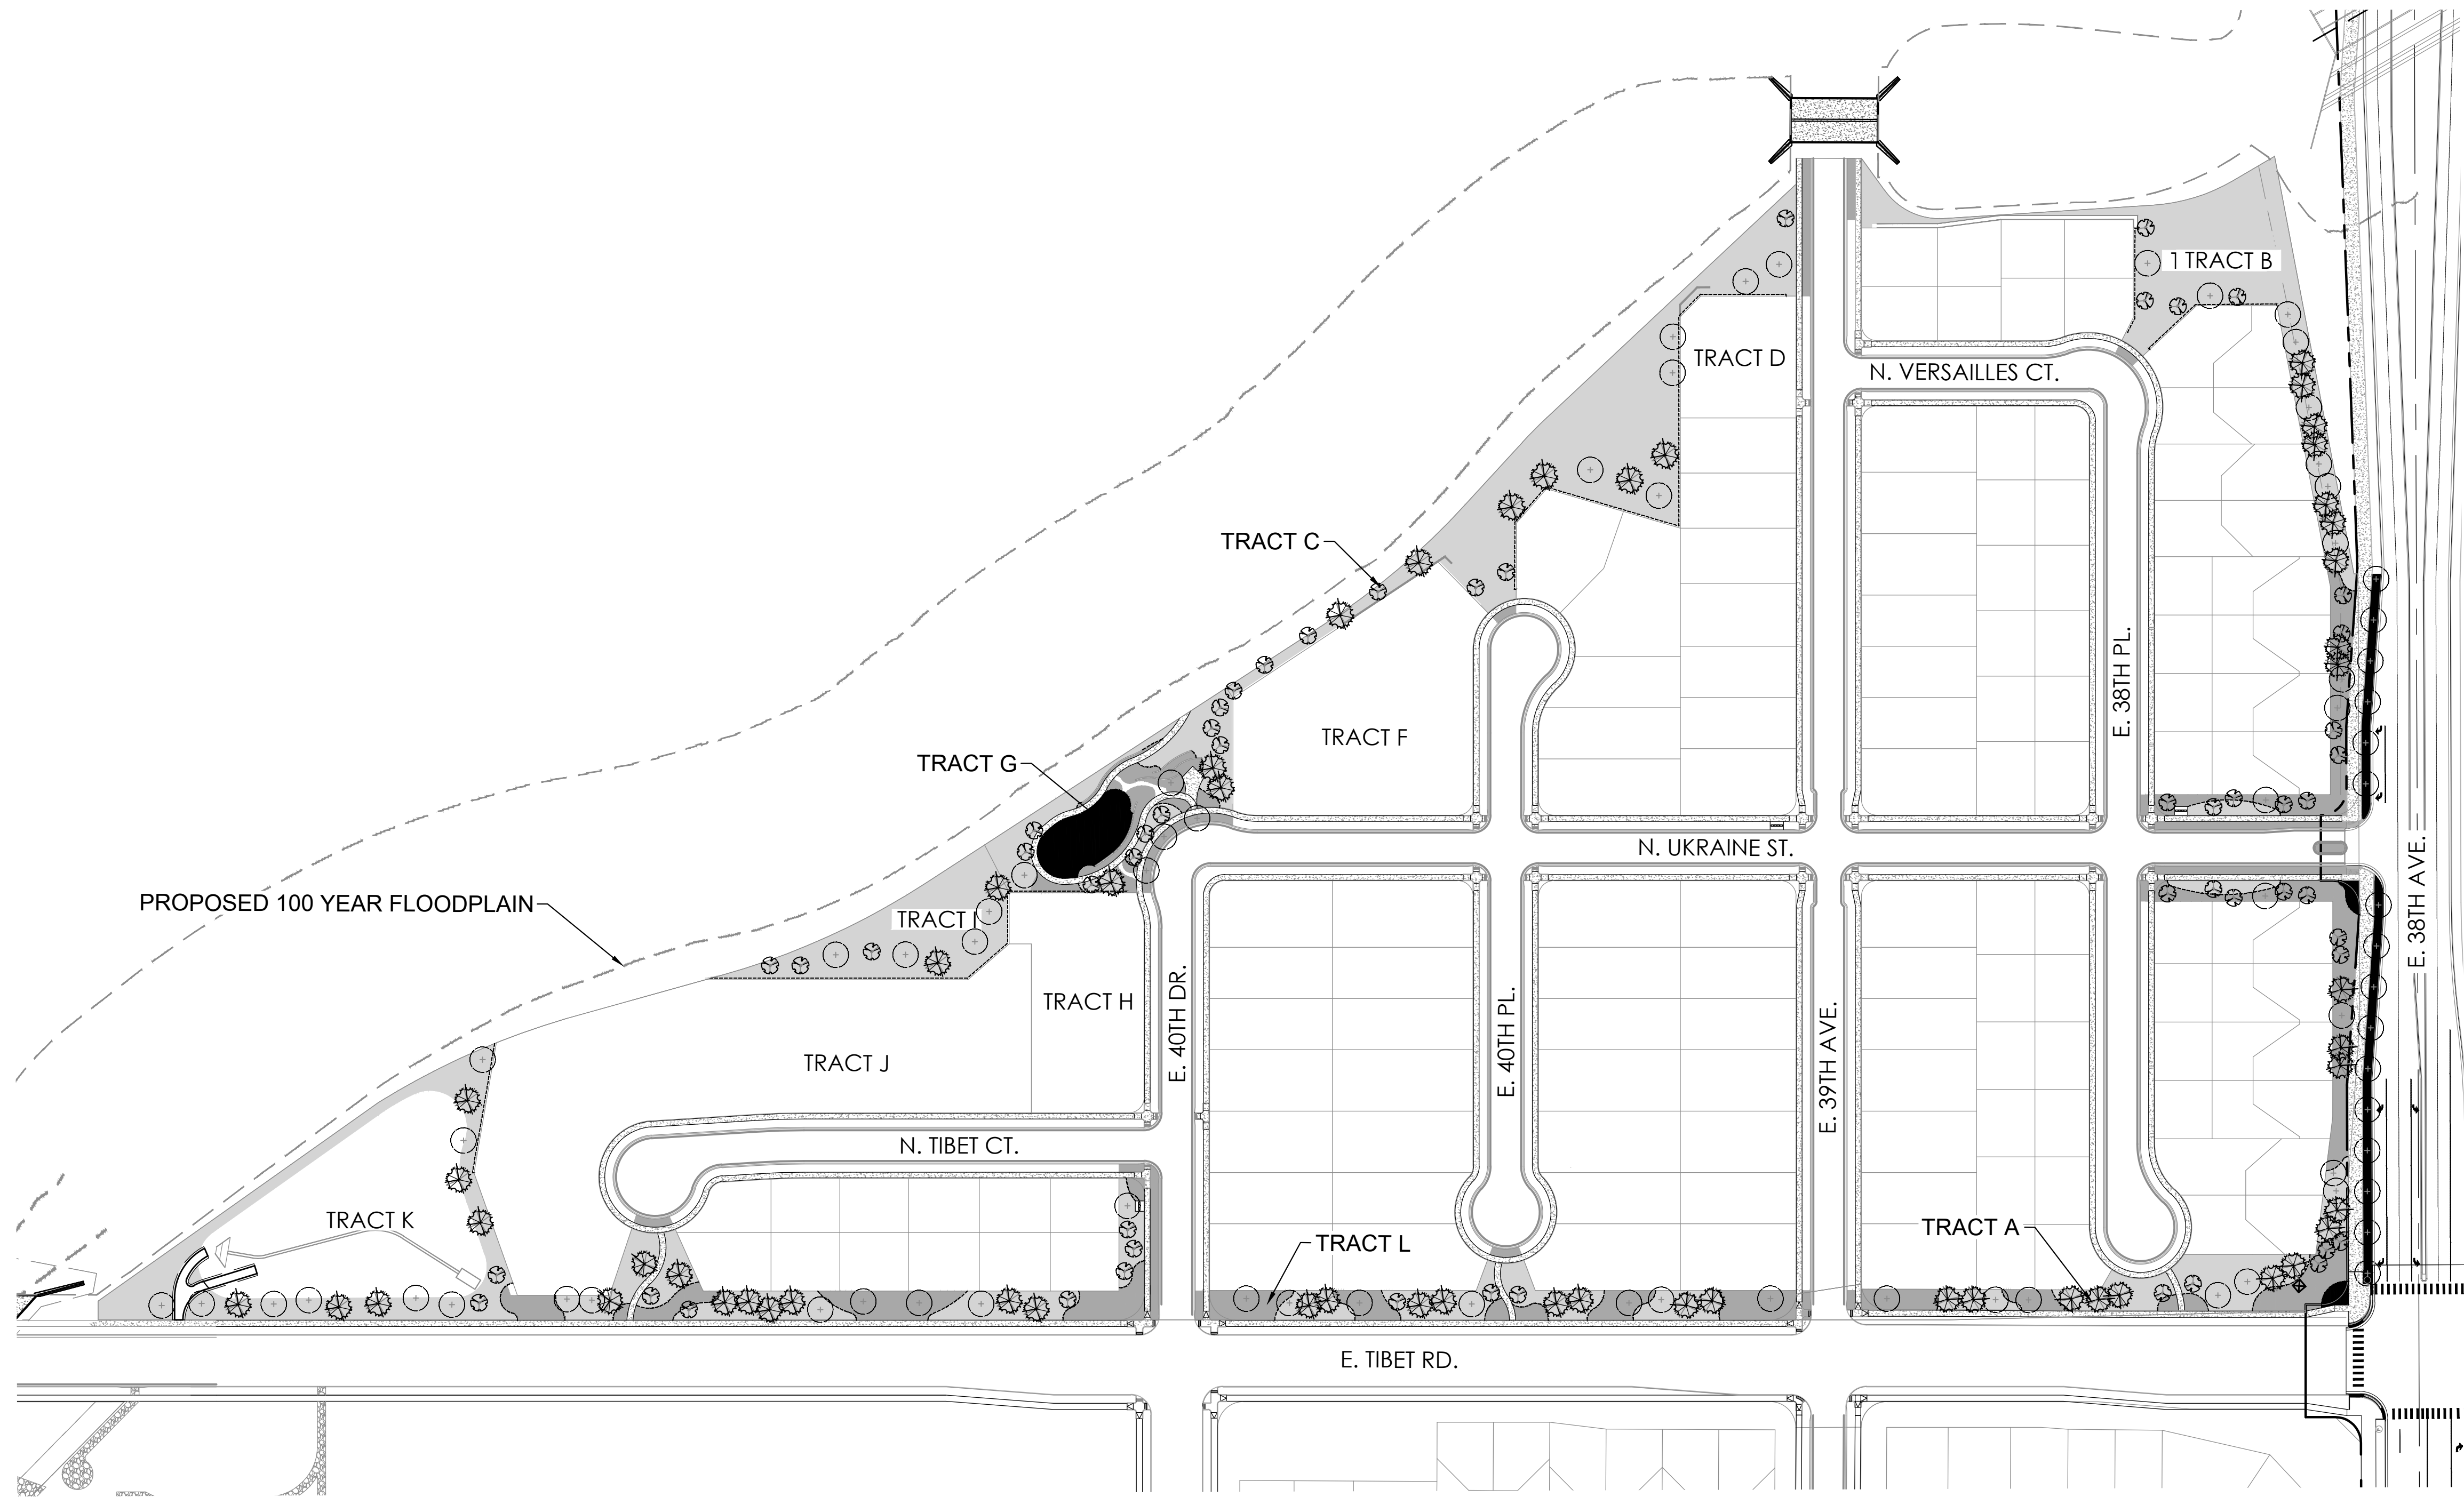 1 TRACT B
TRACT D
N. VERSAILLES CT.
TRACT C
E. 38TH PL.
TRACT F
TRACT G
N. UKRAINE ST.
E. 38TH AVE.
PROPOSED 100 YEAR FLOODPLAIN
TRACT I
TRACT H
E. 40TH DR.
E. 40TH PL.
E. 39TH AVE.
TRACT J
N. TIBET CT.
TRACT K
TRACT A
TRACT L
E. TIBET RD.